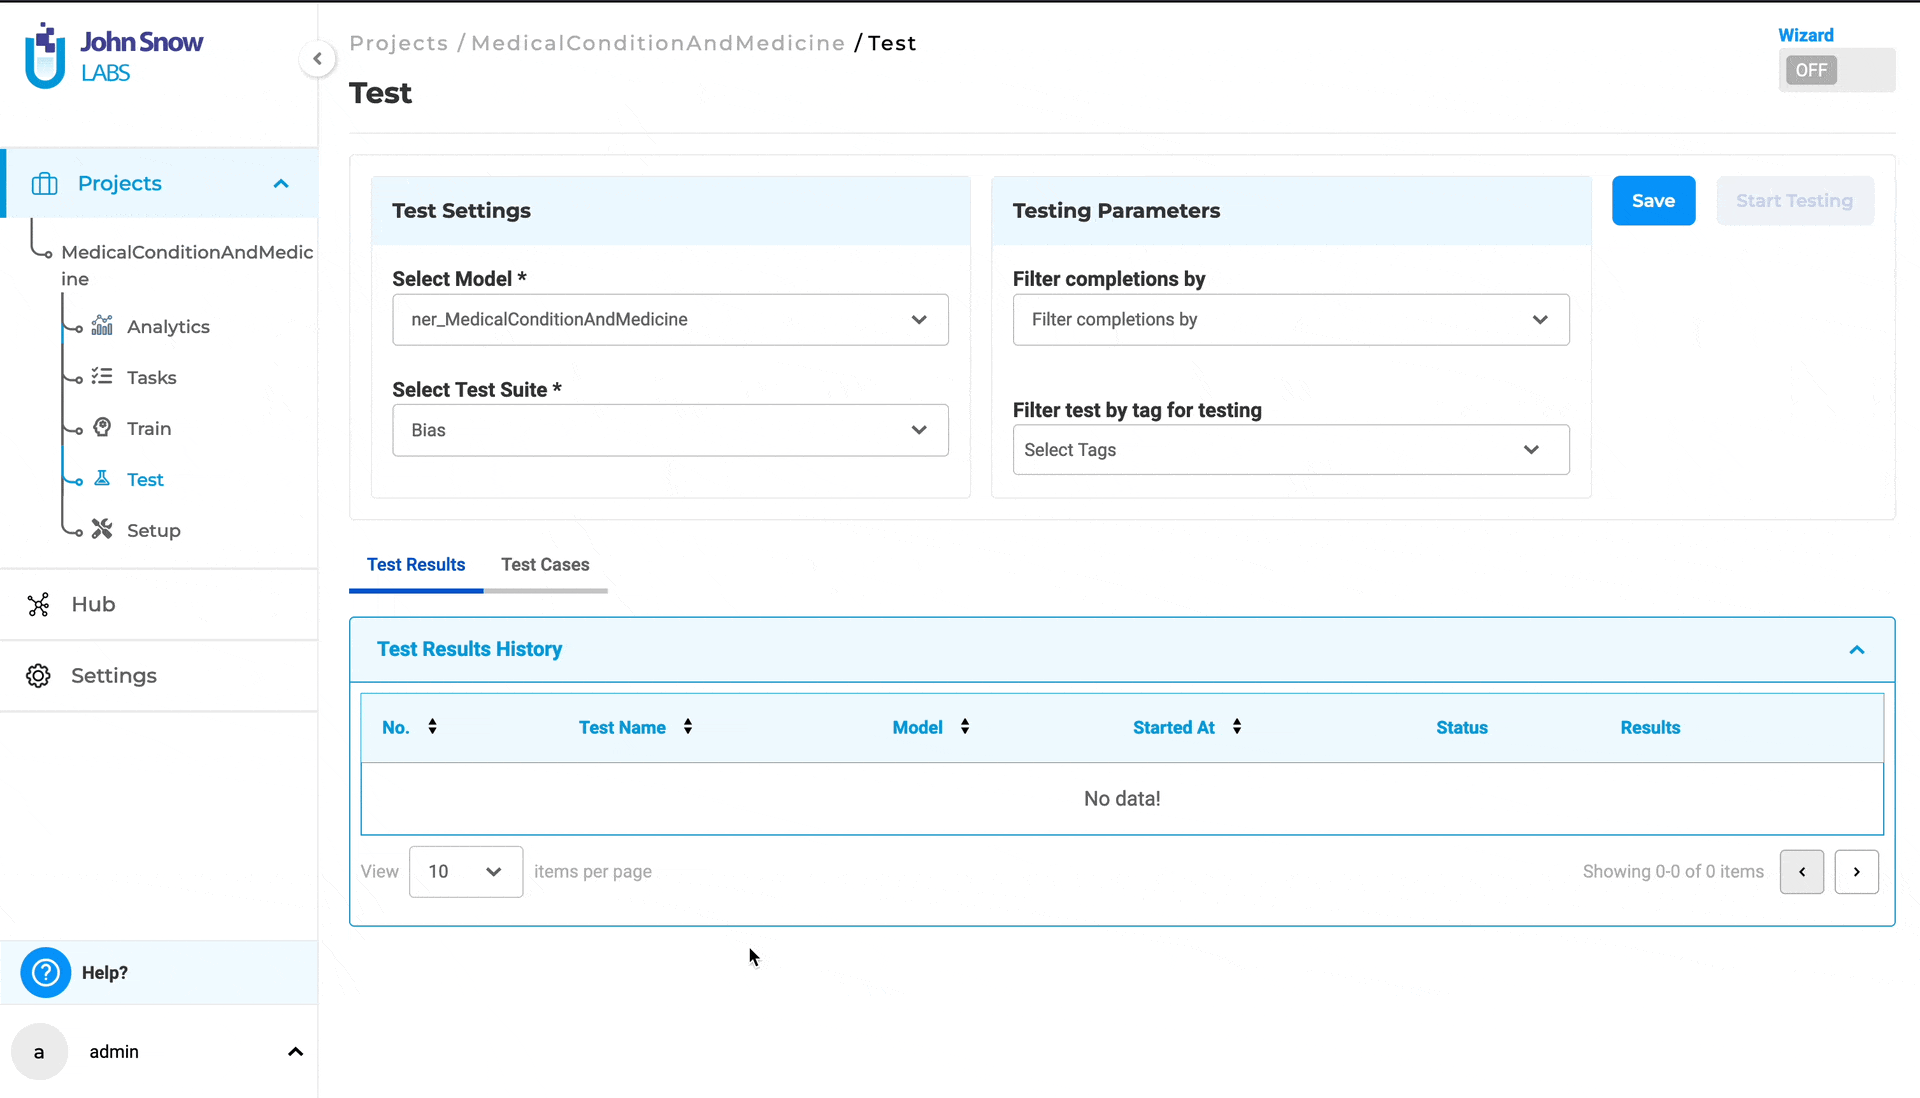 John Snow
LABS
Projects / MedicalConditionAndMedicine / Test
Test
Wizard
OFF
Projects
MedicalConditionAndMedic
ine
Analytics
Tasks
Train
Test
Setup
Hub
Settings
Help?
a admin
Test Settings
Select Model *
ner_MedicalConditionAndMedicine
Select Test Suite *
Bias
Testing Parameters
Filter completions by
Filter completions by
Filter test by tag for testing
Select Tags
Save Start Testing
Test Results Test Cases
Test Results History
No. Test Name Model Started At Status Results
No data!
View 10 items per page Showing 0-0 of 0 items